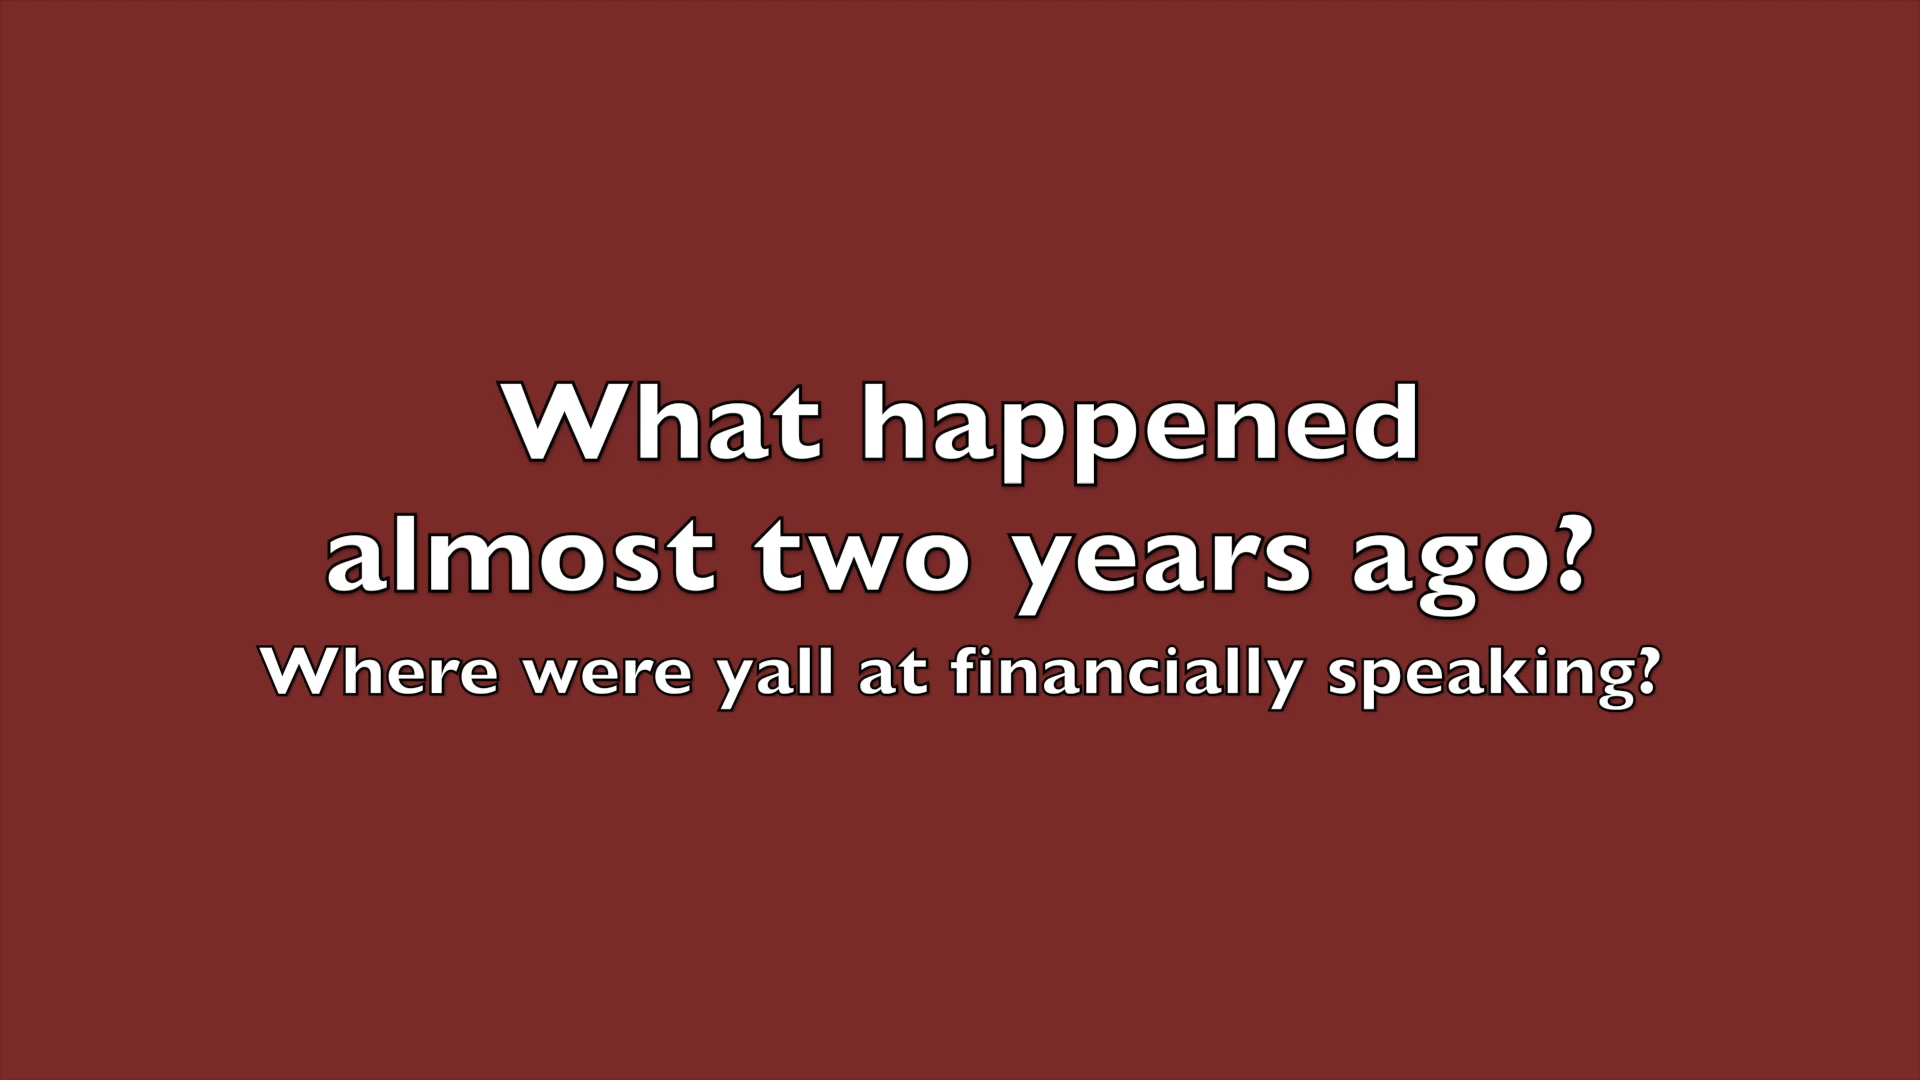 What happened
almost two years ago?
Where were yall at financially speaking?